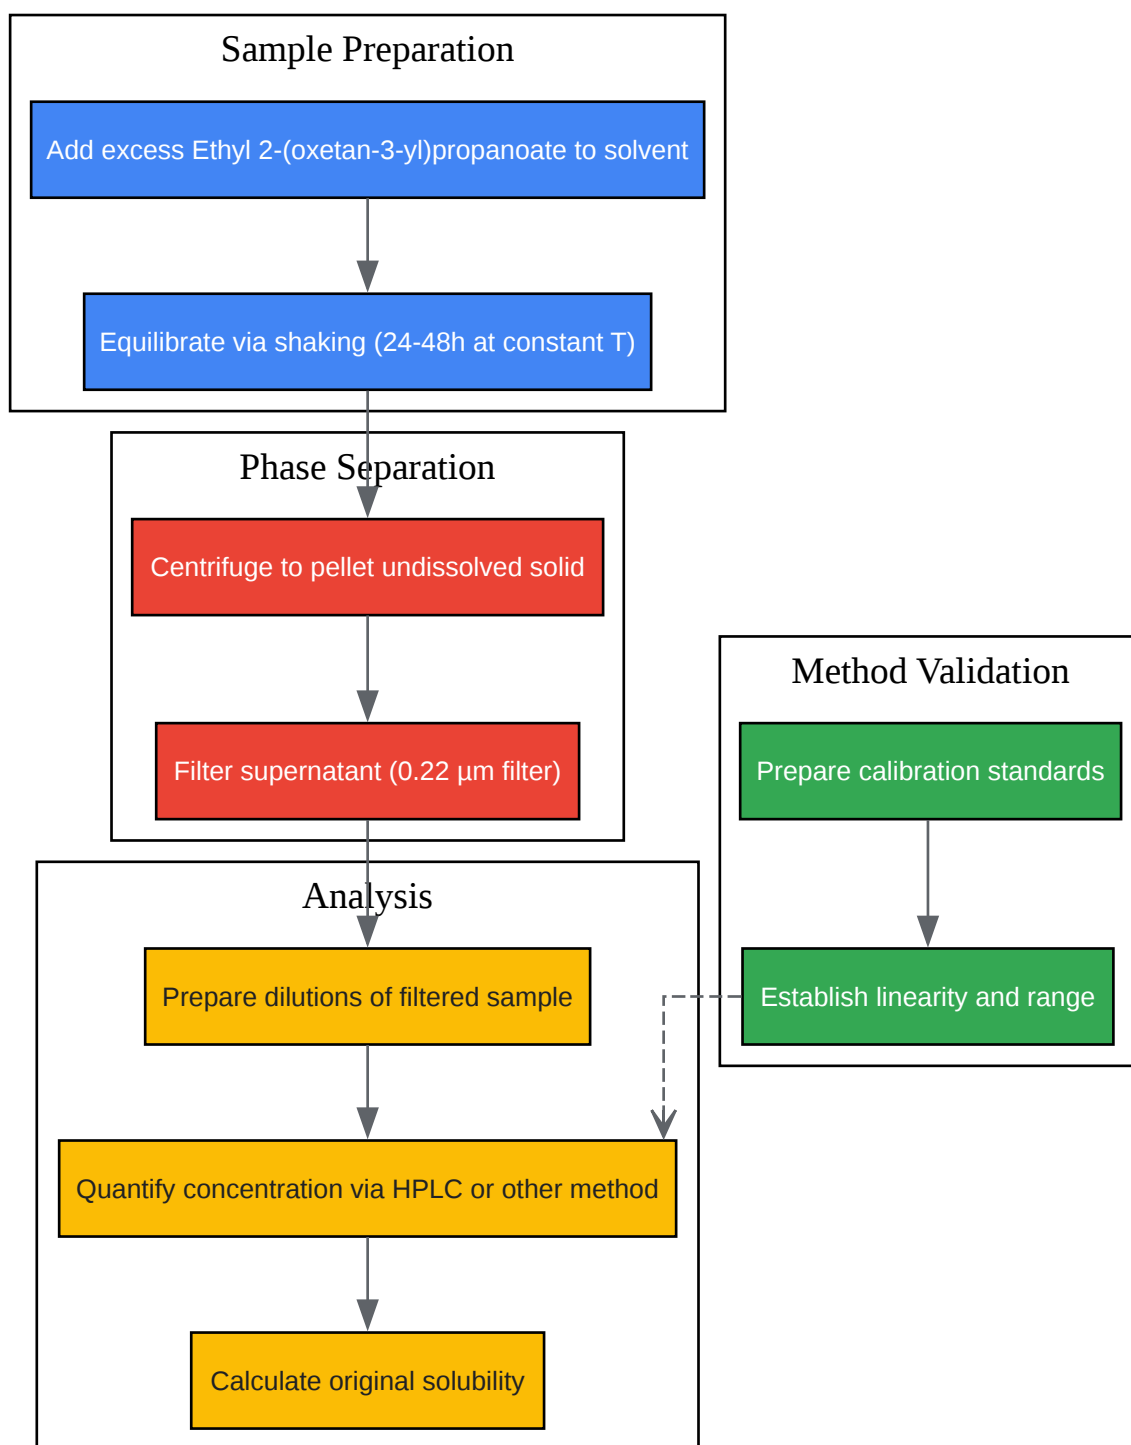 Sample Preparation
Add excess Ethyl 2-(oxetan-3-yl)propanoate to solvent
Equilibrate via shaking (24-48h at constant T)
Phase Separation
Centrifuge to pellet undissolved solid
Filter supernatant (0.22 µm filter)
Method Validation
Prepare calibration standards
Establish linearity and range
Analysis
Prepare dilutions of filtered sample
Quantify concentration via HPLC or other method
Calculate original solubility